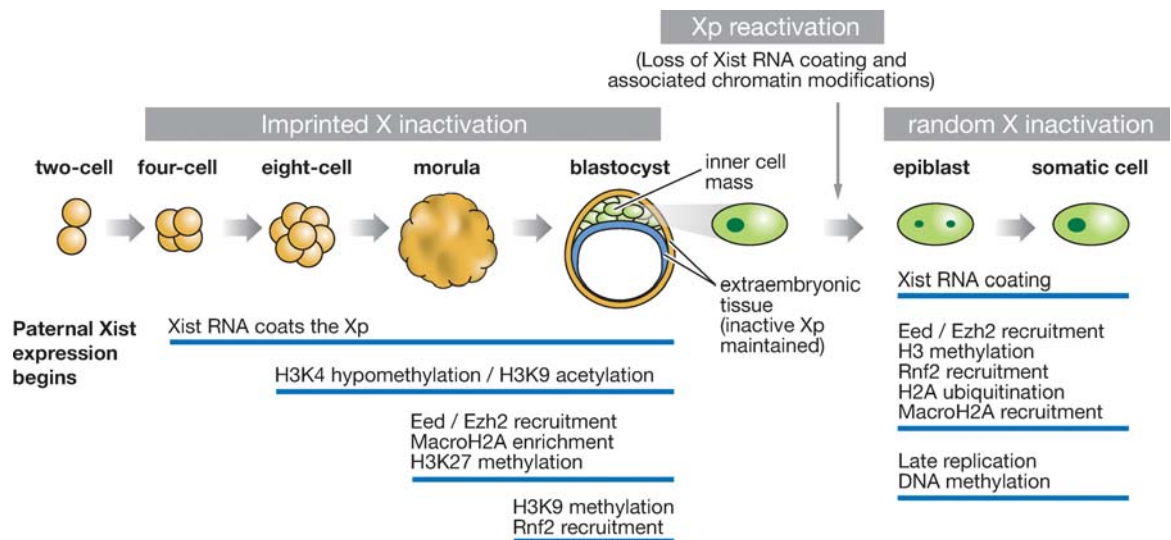 Xp reactivation
(Loss of Xist RNA coating and
associated chromatin modifications)
Imprinted X inactivation
random X inactivation
two-cell
four-cell
eight-cell
morula
blastocyst
inner cell
mass
epiblast
somatic cell
extraembryonic
tissue
(inactive Xp
maintained)
Paternal Xist
expression
begins
Xist RNA coats the Xp
H3K4 hypomethylation / H3K9 acetylation
Eed / Ezh2 recruitment
MacroH2A enrichment
H3K27 methylation
H3K9 methylation
Rnf2 recruitment
Xist RNA coating
Eed / Ezh2 recruitment
H3 methylation
Rnf2 recruitment
H2A ubiquitination
MacroH2A recruitment
Late replication
DNA methylation